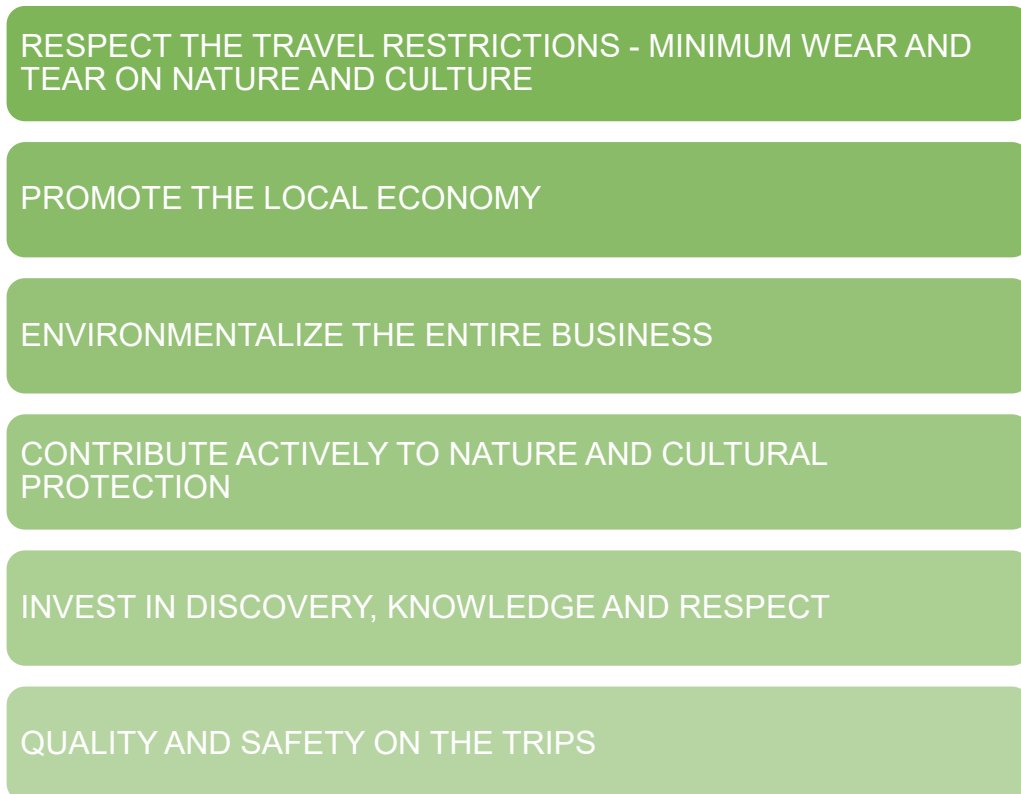 RESPECT THE TRAVEL RESTRICTIONS - MINIMUM WEAR AND
TEAR ON NATURE AND CULTURE
PROMOTE THE LOCAL ECONOMY
ENVIRONMENTALIZE THE ENTIRE BUSINESS
CONTRIBUTE ACTIVELY TO NATURE AND CULTURAL
PROTECTION
INVEST IN DISCOVERY, KNOWLEDGE AND RESPECT
QUALITY AND SAFETY ON THE TRIPS